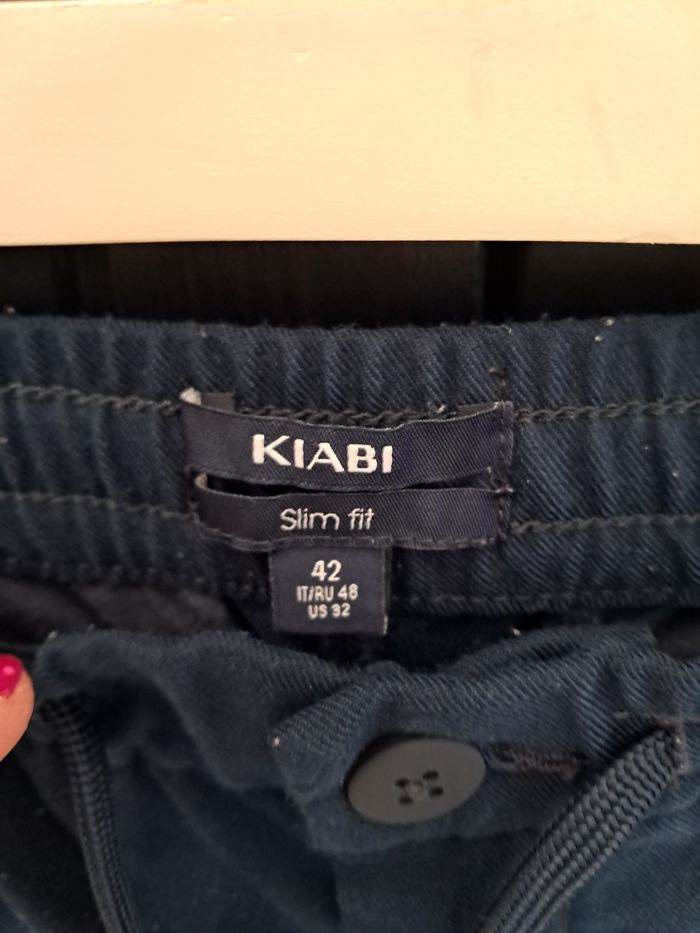 KIABI
Slim fit
42
IT/RU 48
US 32